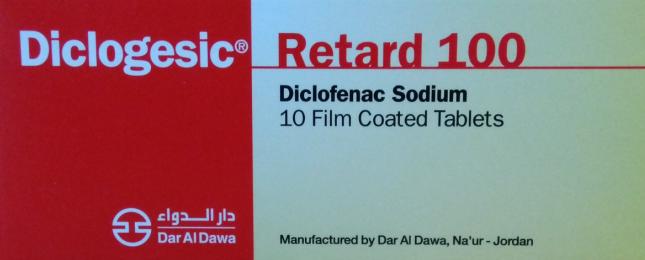 Diclogesic® Retard 100
Diclofenac Sodium
10 Film Coated Tablets
دار الـدواء
Dar Al Dawa
Manufactured by Dar Al Dawa, Na'ur - Jordan